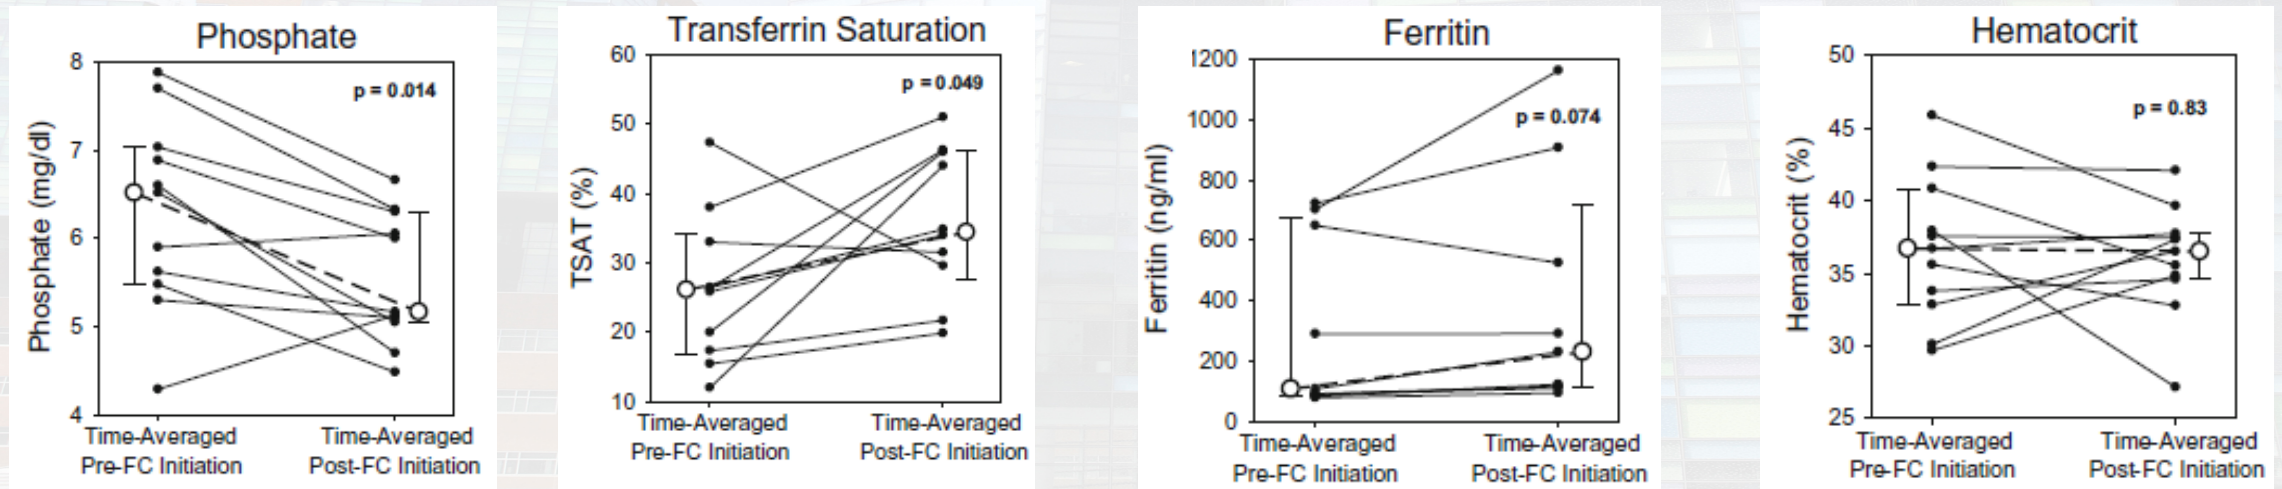 Phosphate
8
7
6
5
4
Phosphate (mg/dl)
p = 0.014
Time-Averaged
Pre-FC Initiation
Time-Averaged
Post-FC Initiation
Transferrin Saturation
60
50
40
30
20
10
TSAT (%)
p = 0.049
Time-Averaged
Pre-FC Initiation
Time-Averaged
Post-FC Initiation
Ferritin
1200
1000
800
600
400
200
0
Ferritin (ng/ml)
p = 0.074
Time-Averaged
Pre-FC Initiation
Time-Averaged
Post-FC Initiation
Hematocrit
50
45
40
35
30
25
Hematocrit (%)
p = 0.83
Time-Averaged
Pre-FC Initiation
Time-Averaged
Post-FC Initiation